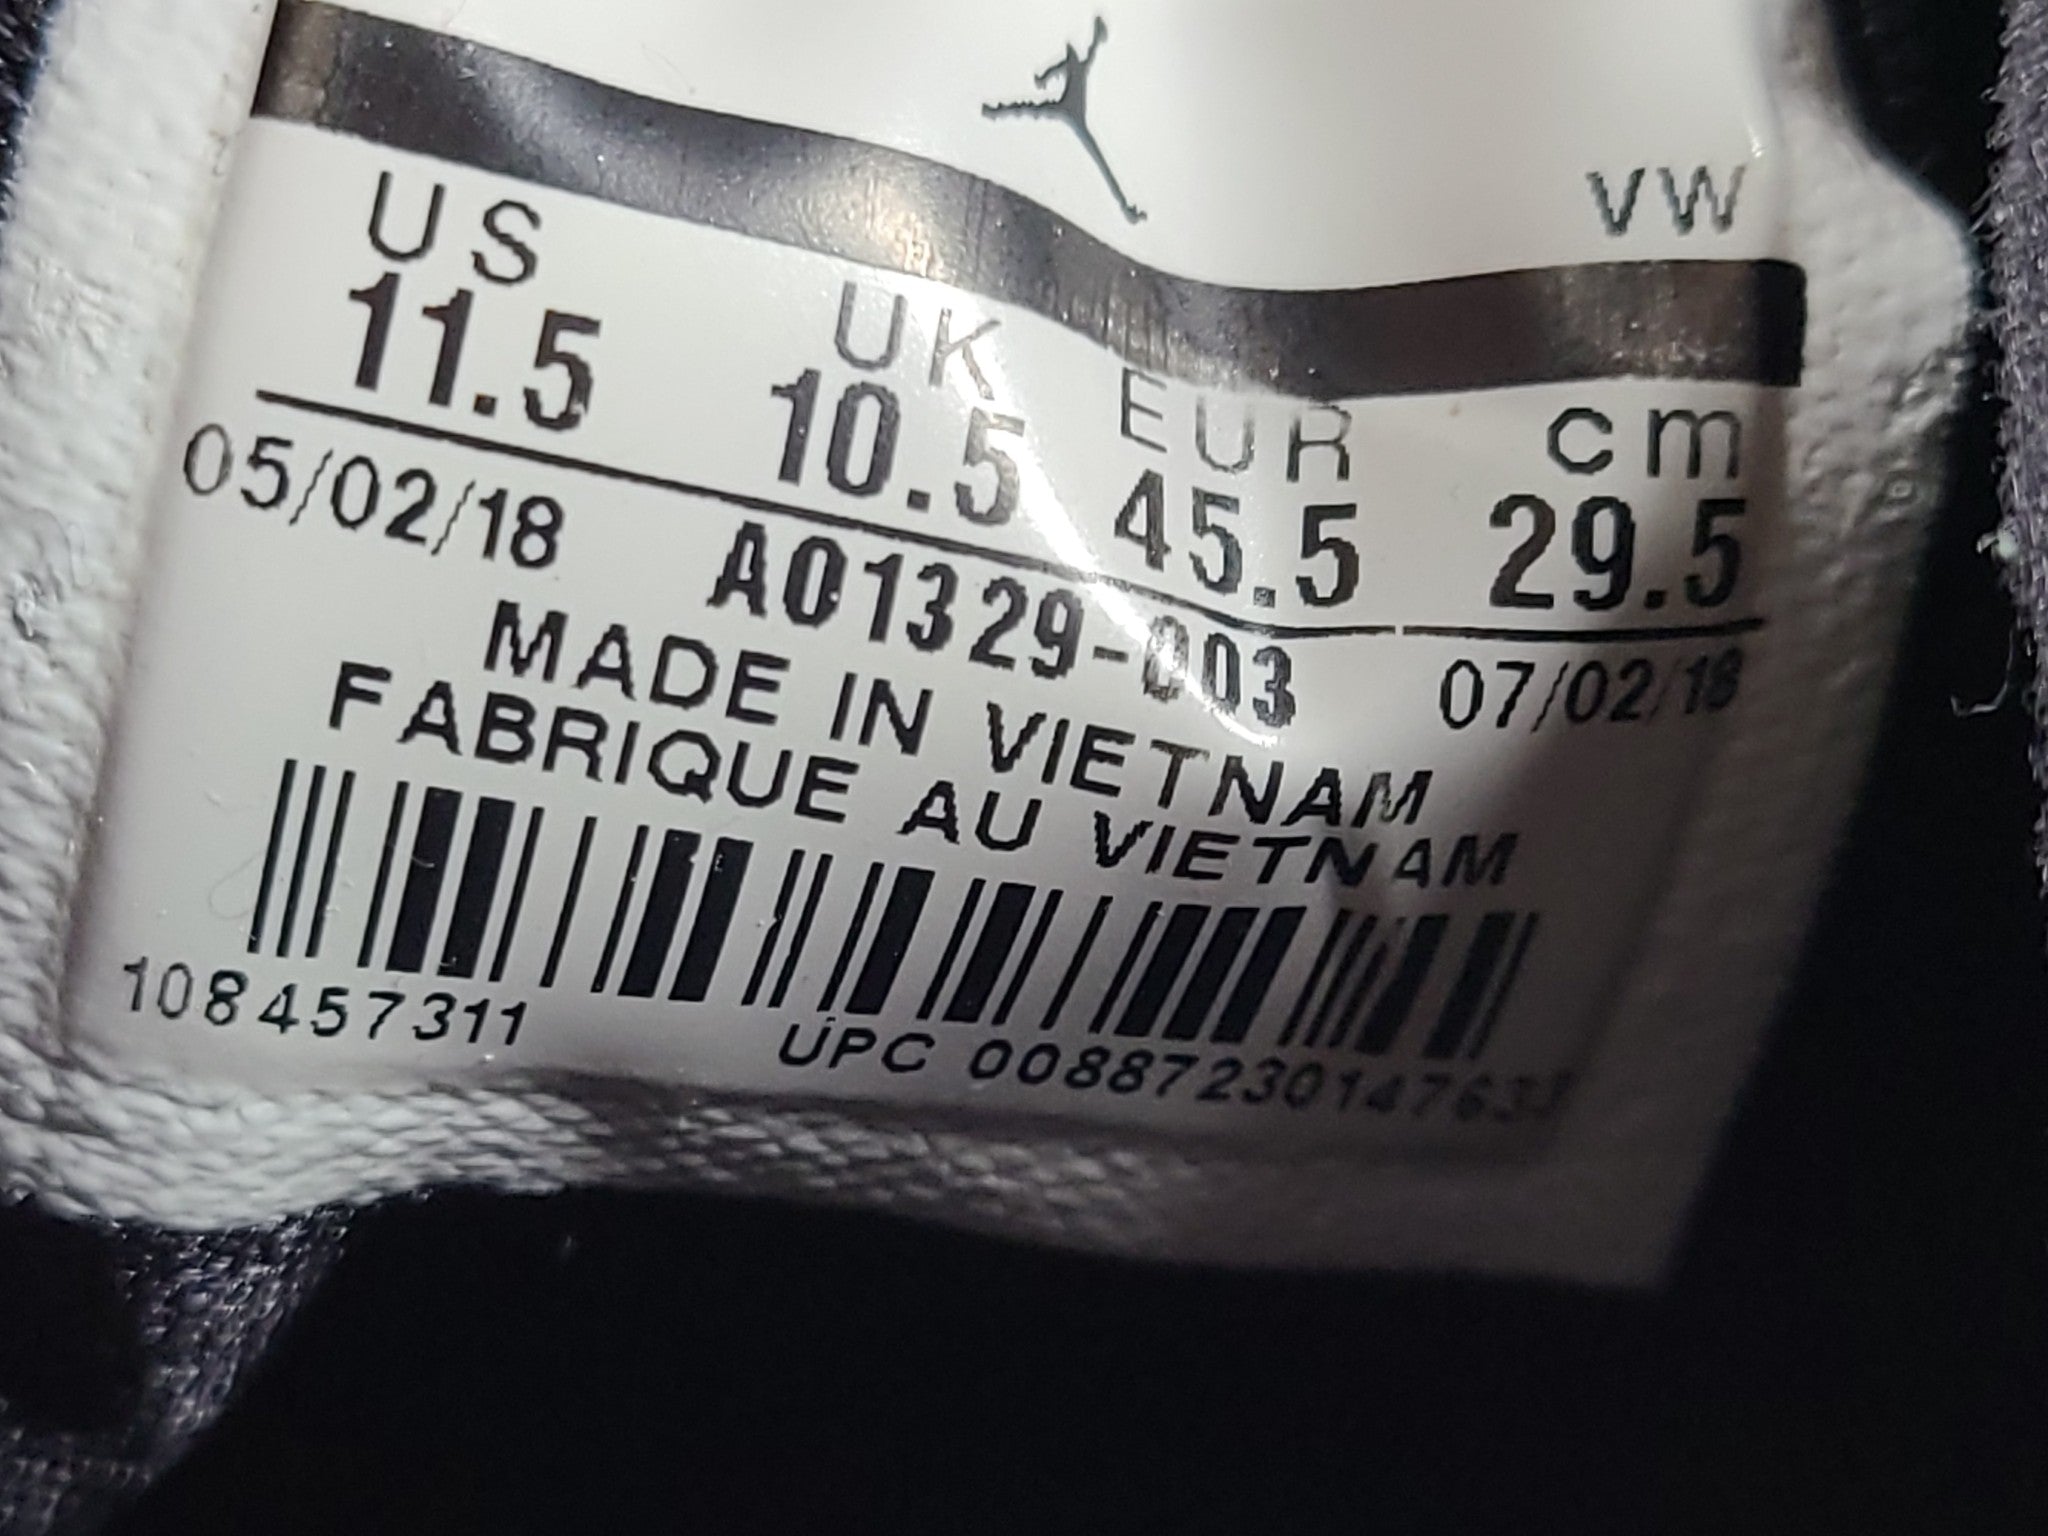 VW
US UK EUR cm
11.5 10.5 45.5 29.5
05/02/18 AO1329-003 07/02/18
MADE IN VIETNAM
FABRIQUE AU VIETNAM
108457311
UPC